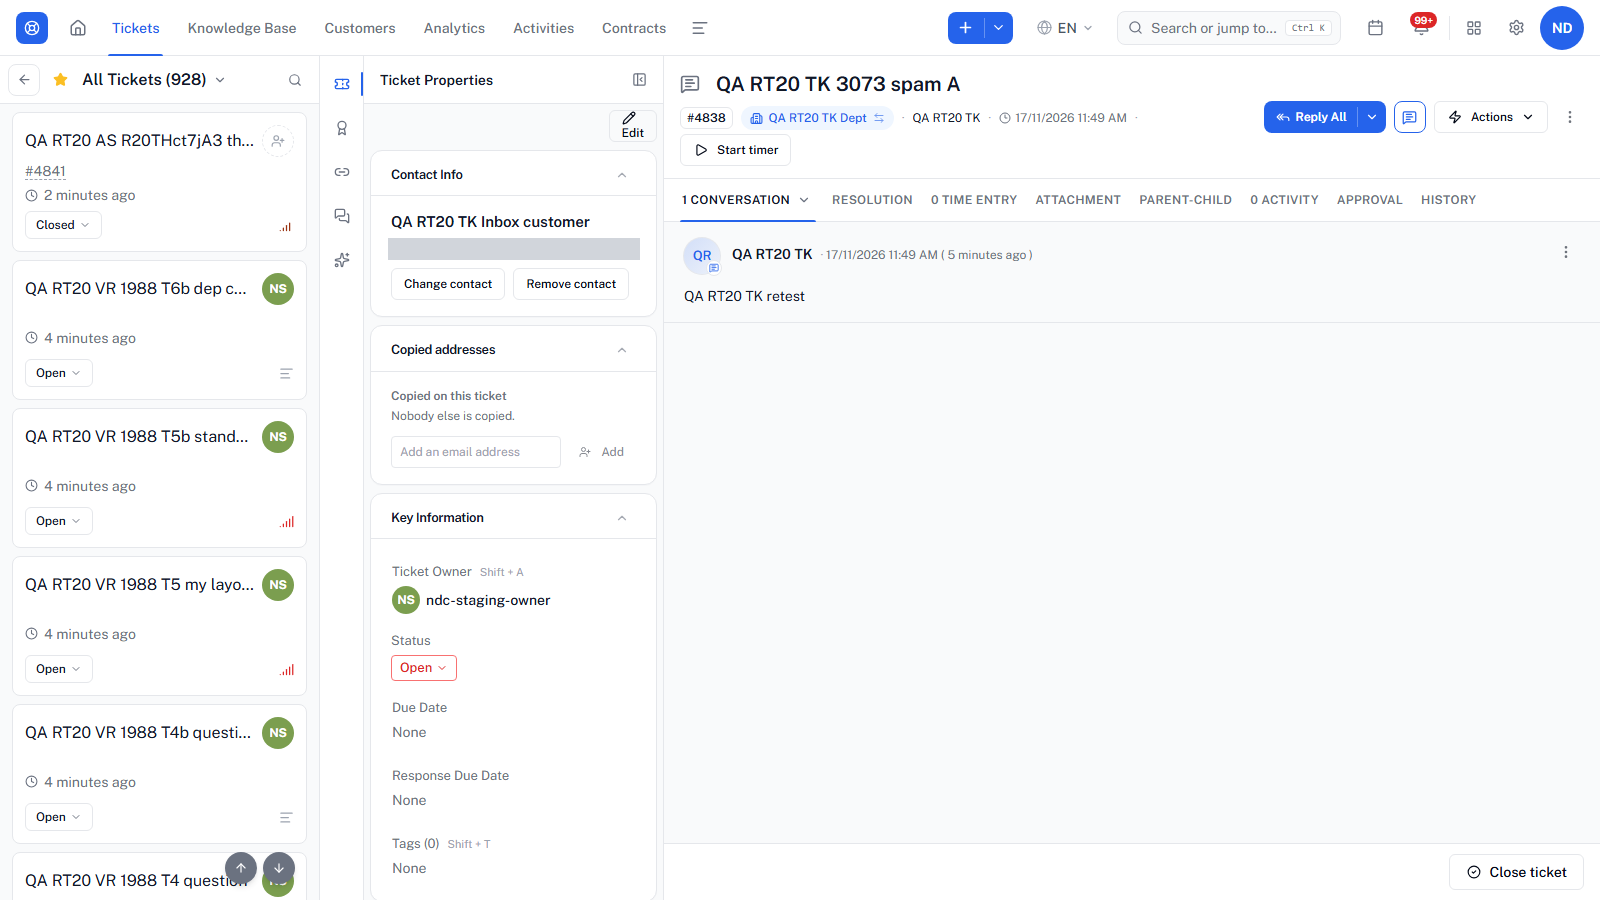 Tickets
Knowledge Base
Customers
Analytics
Activities
Contracts
EN
Search or jump to...
Ctrl K
99+
ND
All Tickets (928)
QA RT20 AS R20THct7jA3 th...
#4841
2 minutes ago
Closed
QA RT20 VR 1988 T6b dep c...
NS
4 minutes ago
Open
QA RT20 VR 1988 T5b stand...
NS
4 minutes ago
Open
QA RT20 VR 1988 T5 my layo...
NS
4 minutes ago
Open
QA RT20 VR 1988 T4b questi...
NS
4 minutes ago
Open
QA RT20 VR 1988 T4 question
Ticket Properties
Edit
Contact Info
QA RT20 TK Inbox customer
Change contact
Remove contact
Copied addresses
Copied on this ticket
Nobody else is copied.
Add an email address
Add
Key Information
Ticket Owner Shift + A
NS ndc-staging-owner
Status
Open
Due Date
None
Response Due Date
None
Tags (0) Shift + T
None
QA RT20 TK 3073 spam A
#4838
QA RT20 TK Dept
· QA RT20 TK · 17/11/2026 11:49 AM ·
Start timer
Reply All
Actions
1 CONVERSATION
RESOLUTION
0 TIME ENTRY
ATTACHMENT
PARENT-CHILD
0 ACTIVITY
APPROVAL
HISTORY
QR
QA RT20 TK · 17/11/2026 11:49 AM ( 5 minutes ago )
QA RT20 TK retest
Close ticket